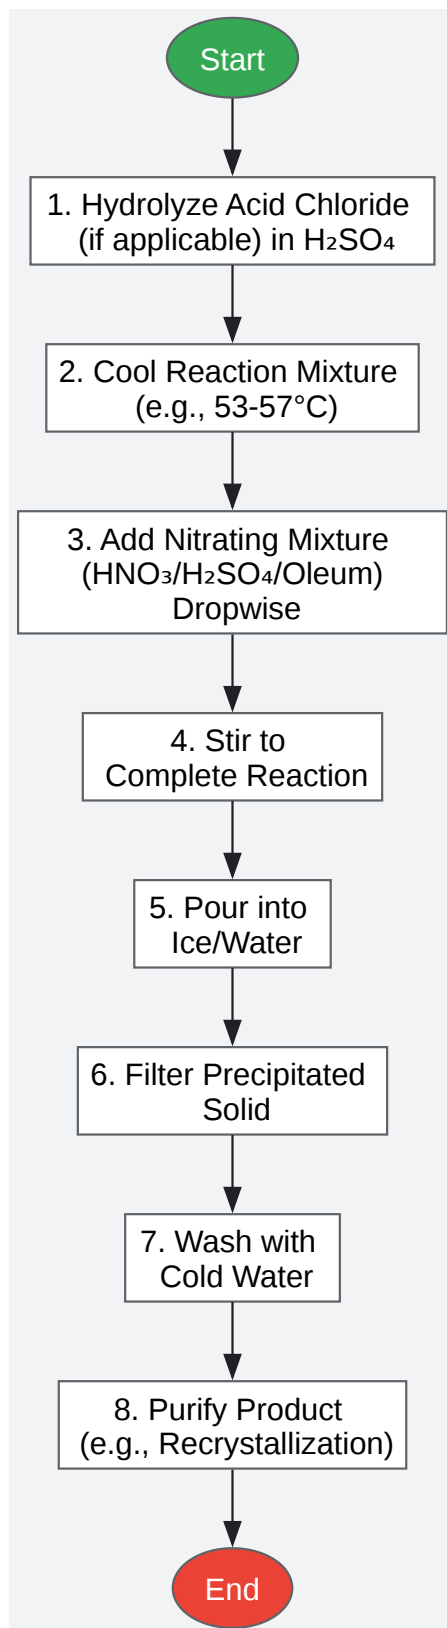 Start
1. Hydrolyze Acid Chloride
(if applicable) in H₂SO₄
2. Cool Reaction Mixture
(e.g., 53-57°C)
3. Add Nitrating Mixture
(HNO₃/H₂SO₄/Oleum)
Dropwise
4. Stir to
Complete Reaction
5. Pour into
Ice/Water
6. Filter Precipitated
Solid
7. Wash with
Cold Water
8. Purify Product
(e.g., Recrystallization)
End